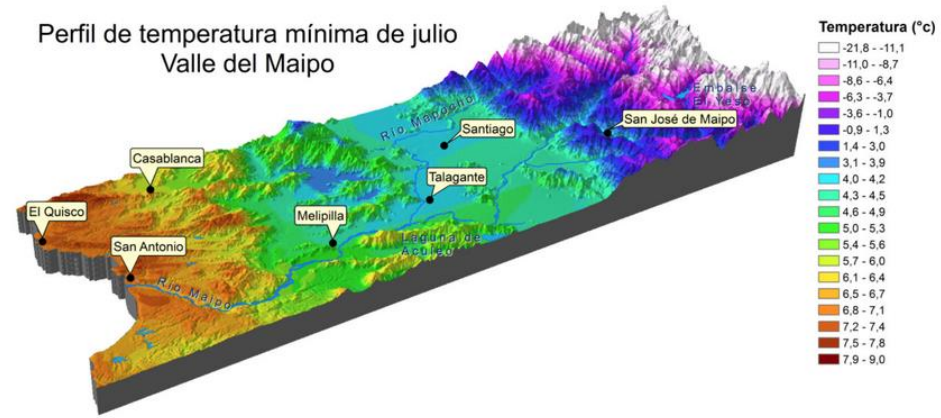 Perfil de temperatura mínima de julio
Valle del Maipo
Temperatura (°c)
-21,8 - -11,1
-11,0 - -8,7
-8,6 - -6,4
-6,3 - -3,7
-3,6 - -1,0
-0,9 - 1,3
1,4 - 3,0
3,1 - 3,9
4.0 - 4.2
4.3 - 4,5
4,6 - 4,9
5,0 - 5,3
5,4 - 5,6
5,7 - 6,0
6,1 - 6,4
6,5 - 6,7
6,8 - 7,1
7,2 - 7,4
7,5 - 7,8
7,9 - 9,0
Embalse
El Yeso
San José de Maipo
Río Mapocho
Santiago
Casablanca
Talagante
El Quisco
Melipilla
San Antonio
Laguna de
Aculeo
Río Maipo